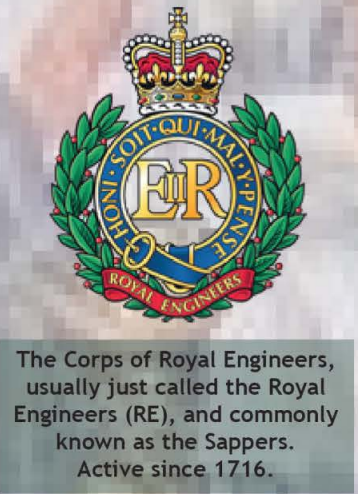 HONI·SOIT·QUI·MAL·Y·PENSE
EIIR
ROYAL ENGINEERS
The Corps of Royal Engineers,
usually just called the Royal
Engineers (RE), and commonly
known as the Sappers.
Active since 1716.